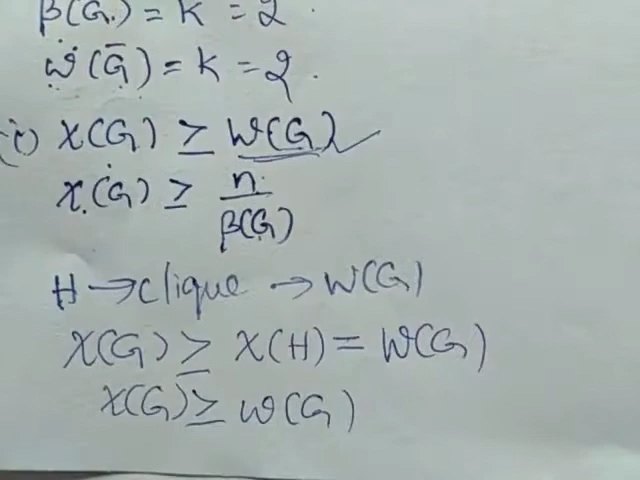 β(G) = K = 2.
ω(Ḡ) = K = 2.
(i) χ(G) ≥ ω(G) ✓
χ(G) ≥ n/β(G)
H → clique → ω(G)
χ(G) ≥ χ(H) = ω(G)
χ(G) ≥ ω(G)